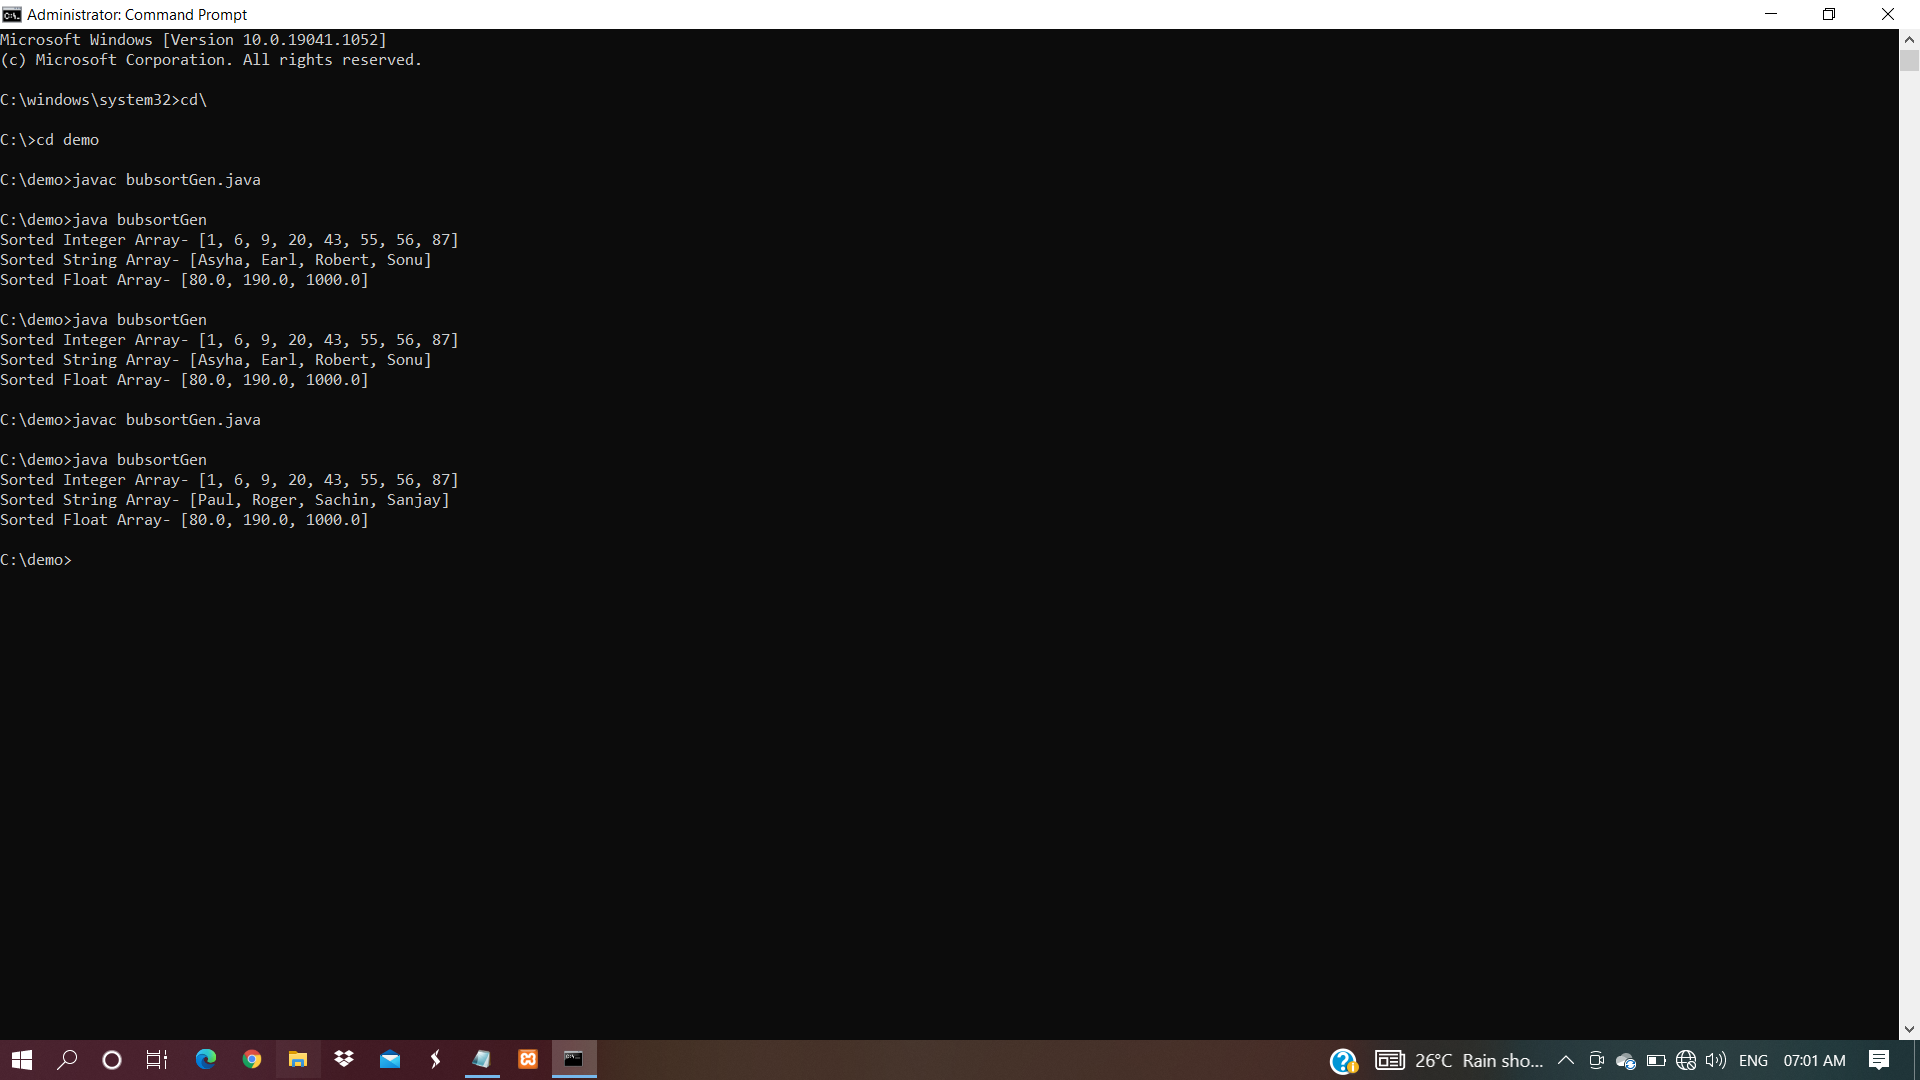 Administrator: Command Prompt
Microsoft Windows [Version 10.0.19041.1052]
(c) Microsoft Corporation. All rights reserved.
C:\windows\system32>cd\
C:\>cd demo
C:\demo>javac bubsortGen.java
C:\demo>java bubsortGen
Sorted Integer Array- [1, 6, 9, 20, 43, 55, 56, 87]
Sorted String Array- [Asyha, Earl, Robert, Sonu]
Sorted Float Array- [80.0, 190.0, 1000.0]
C:\demo>java bubsortGen
Sorted Integer Array- [1, 6, 9, 20, 43, 55, 56, 87]
Sorted String Array- [Asyha, Earl, Robert, Sonu]
Sorted Float Array- [80.0, 190.0, 1000.0]
C:\demo>javac bubsortGen.java
C:\demo>java bubsortGen
Sorted Integer Array- [1, 6, 9, 20, 43, 55, 56, 87]
Sorted String Array- [Paul, Roger, Sachin, Sanjay]
Sorted Float Array- [80.0, 190.0, 1000.0]
C:\demo>
26°C Rain sho... ENG 07:01 AM